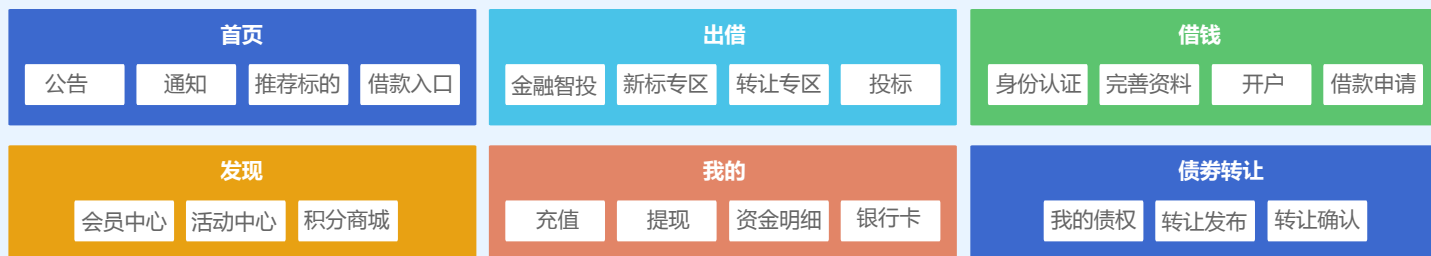 首页
公告 通知 推荐标的 借款入口
出借
金融智投 新标专区 转让专区 投标
借钱
身份认证 完善资料 开户 借款申请
发现
会员中心 活动中心 积分商城
我的
充值 提现 资金明细 银行卡
债券转让
我的债权 转让发布 转让确认